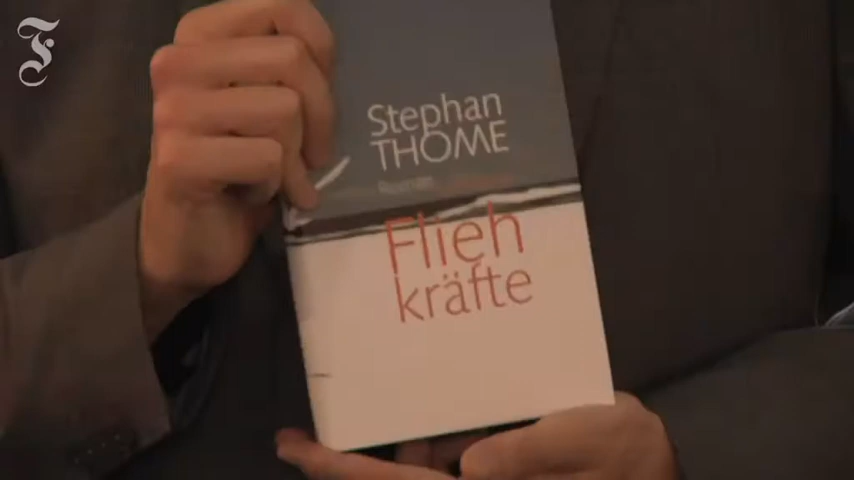 F
Stephan
THOME
Flieh
kräfte